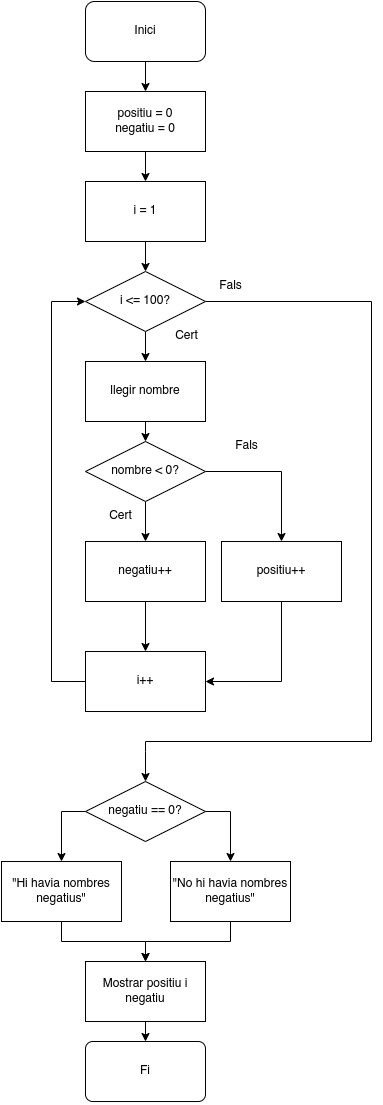 Inici
positiu = 0
negatiu = 0
i = 1
i <= 100?
Fals
Cert
llegir nombre
nombre < 0?
Fals
Cert
negatiu++
positiu++
i++
negatiu == 0?
"Hi havia nombres
negatius"
"No hi havia nombres
negatius"
Mostrar positiu i
negatiu
Fi